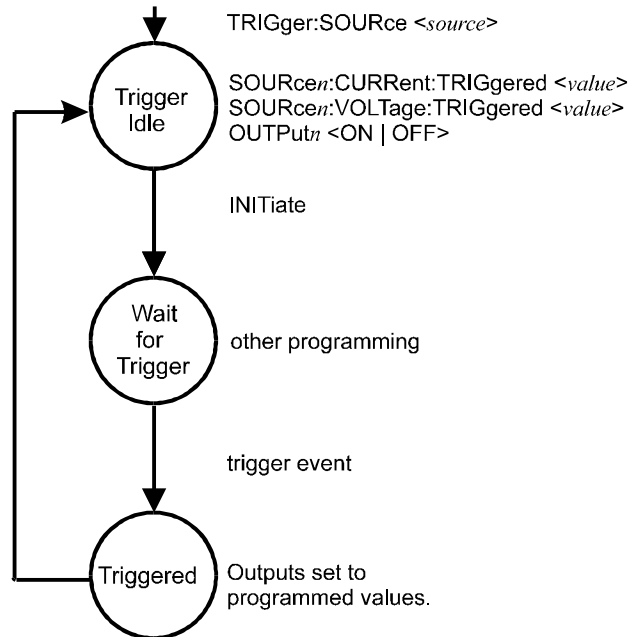 TRIGger:SOURce <source>
Trigger
Idle
SOURcen:CURRent:TRIGgered <value>
SOURcen:VOLTage:TRIGgered <value>
OUTPutn <ON | OFF>
INITiate
Wait
for
Trigger
other programming
trigger event
Triggered
Outputs set to
programmed values.